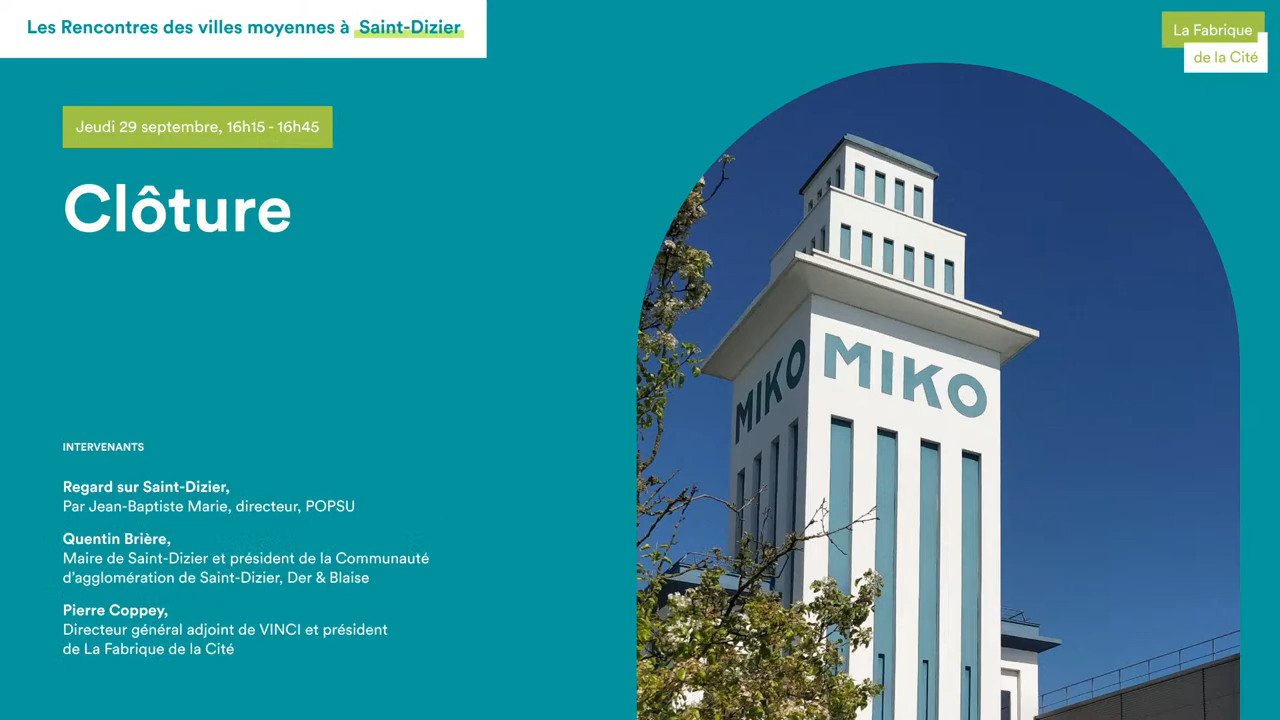 Les Rencontres des villes moyennes à Saint-Dizier
La Fabrique
de la Cité
Jeudi 29 septembre, 16h15 - 16h45
Clôture
MIKO MIKO
INTERVENANTS
Regard sur Saint-Dizier,
Par Jean-Baptiste Marie, directeur, POPSU
Quentin Brière,
Maire de Saint-Dizier et président de la Communauté
d'agglomération de Saint-Dizier, Der & Blaise
Pierre Coppey,
Directeur général adjoint de VINCI et président
de La Fabrique de la Cité